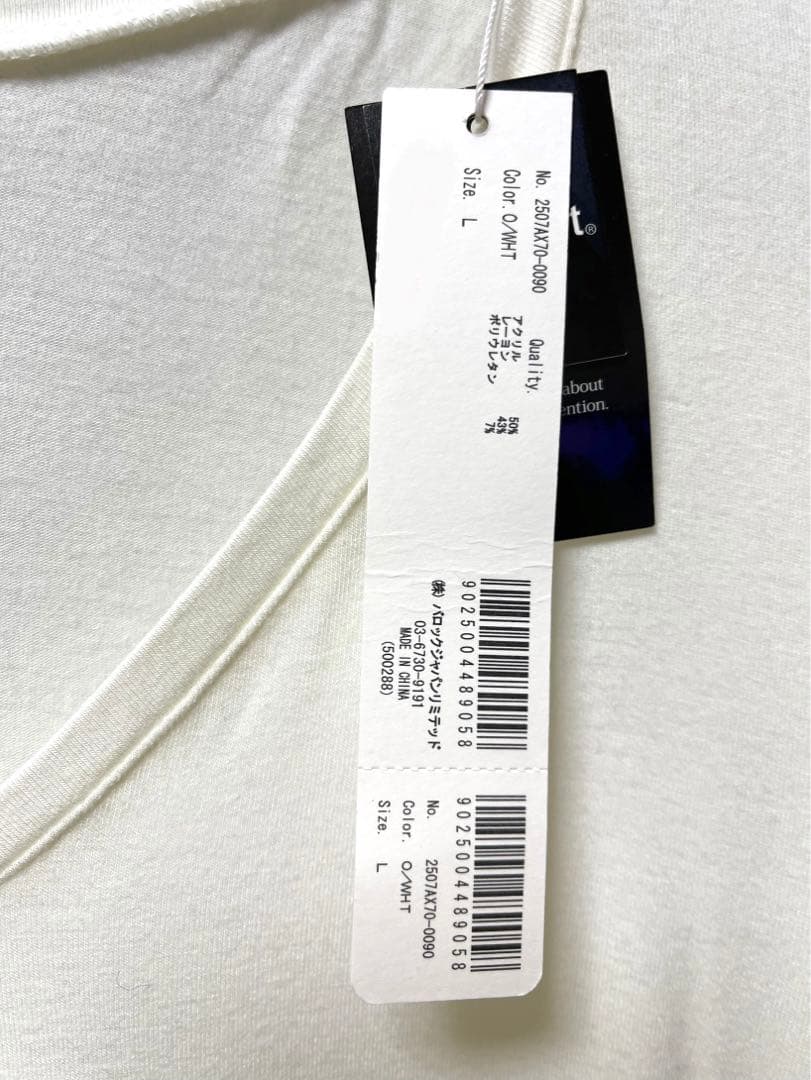 No. 2507AX70-0090
Color. O/WHT
Size. L
Quality.
アクリル 50%
レーヨン 43%
ポリウレタン 7%
9025004489058
(株) バロックジャパンリミテッド
03-6730-9191
MADE IN CHINA
(500288)
9025004489058
No. 2507AX70-0090
Color. O/WHT
Size. L
t®
about